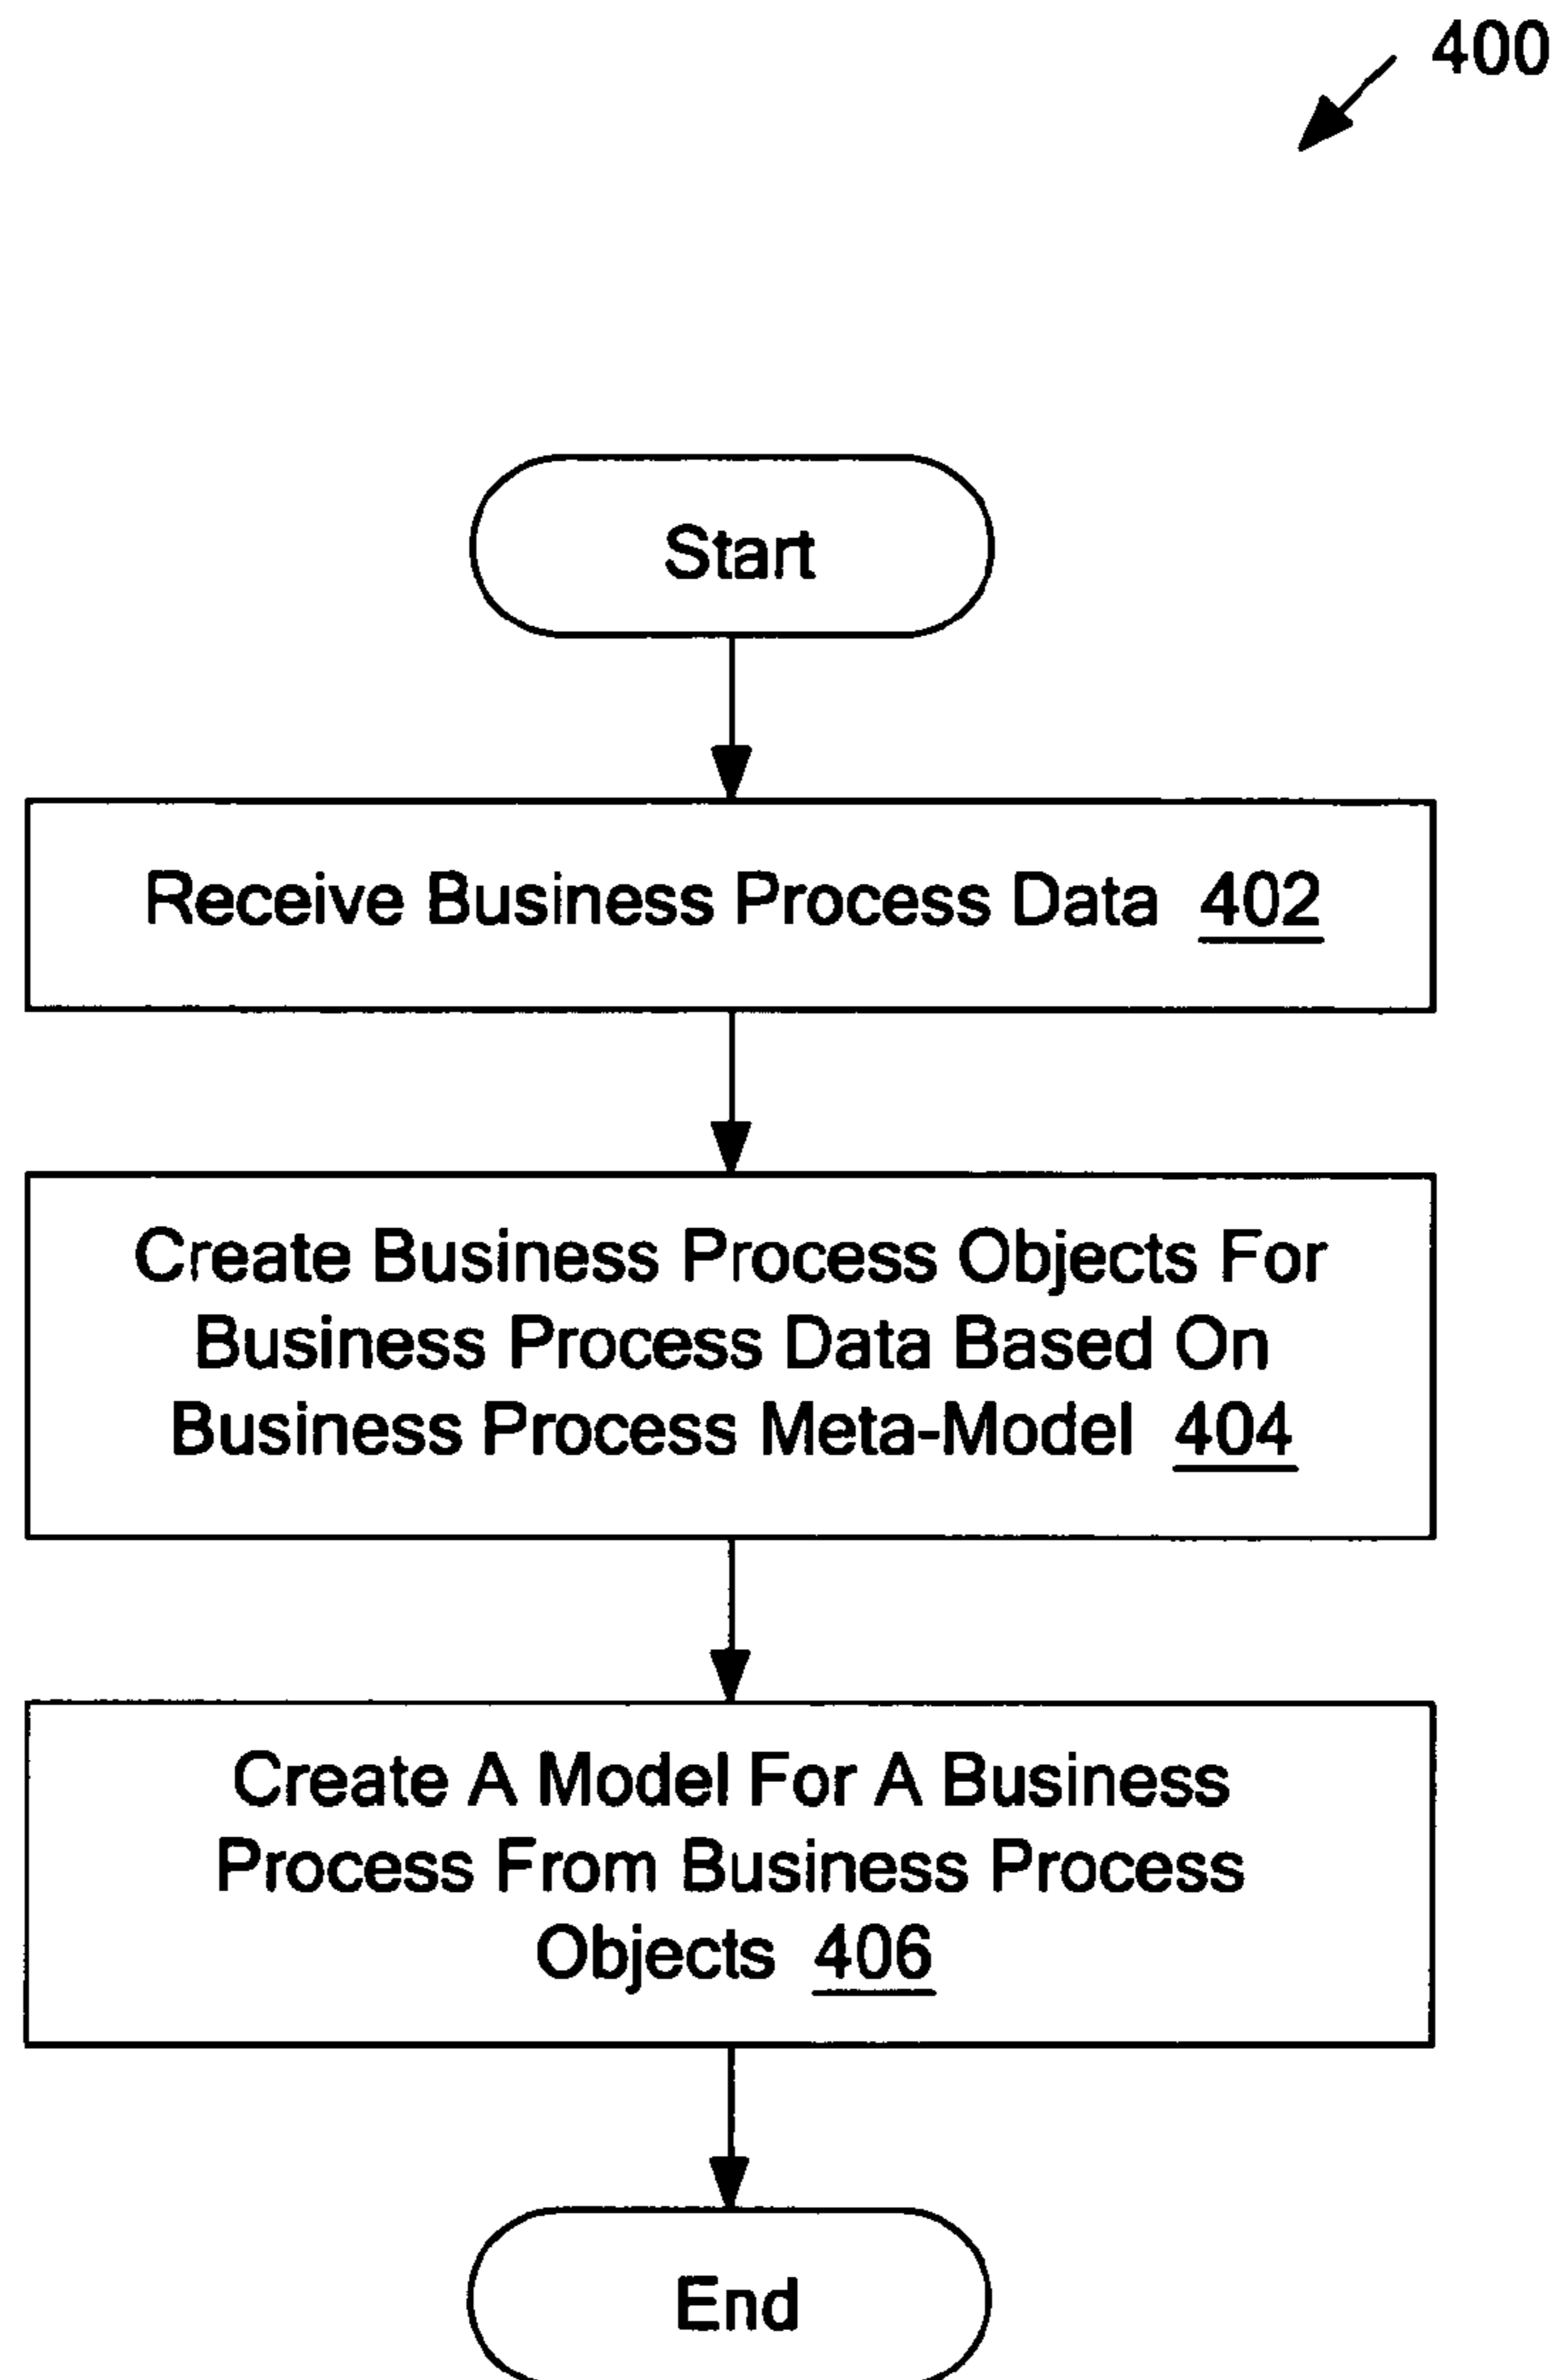 400
Start
Receive Business Process Data 402
Create Business Process Objects For
Business Process Data Based On
Business Process Meta-Model 404
Create A Model For A Business
Process From Business Process
Objects 406
End